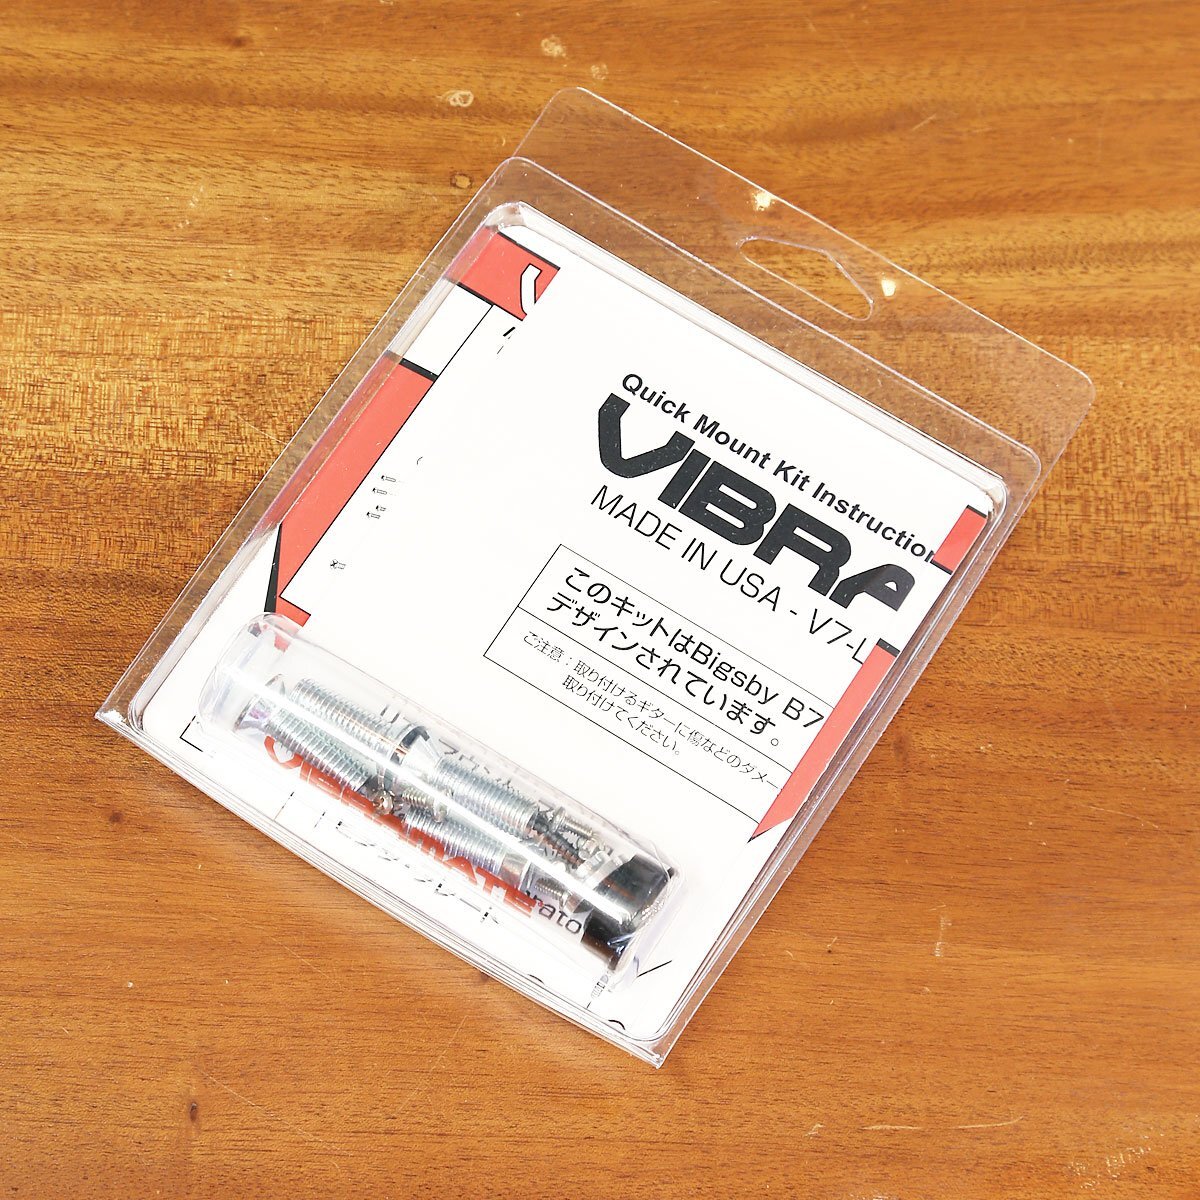 Quick Mount Kit Instruction
VIBRA
MADE IN USA - V7-L
このキットはBigsby B7
デザインされています。
ご注意：取り付けるギターに傷などのダメー
取り付けてください。
VIBRAMATE